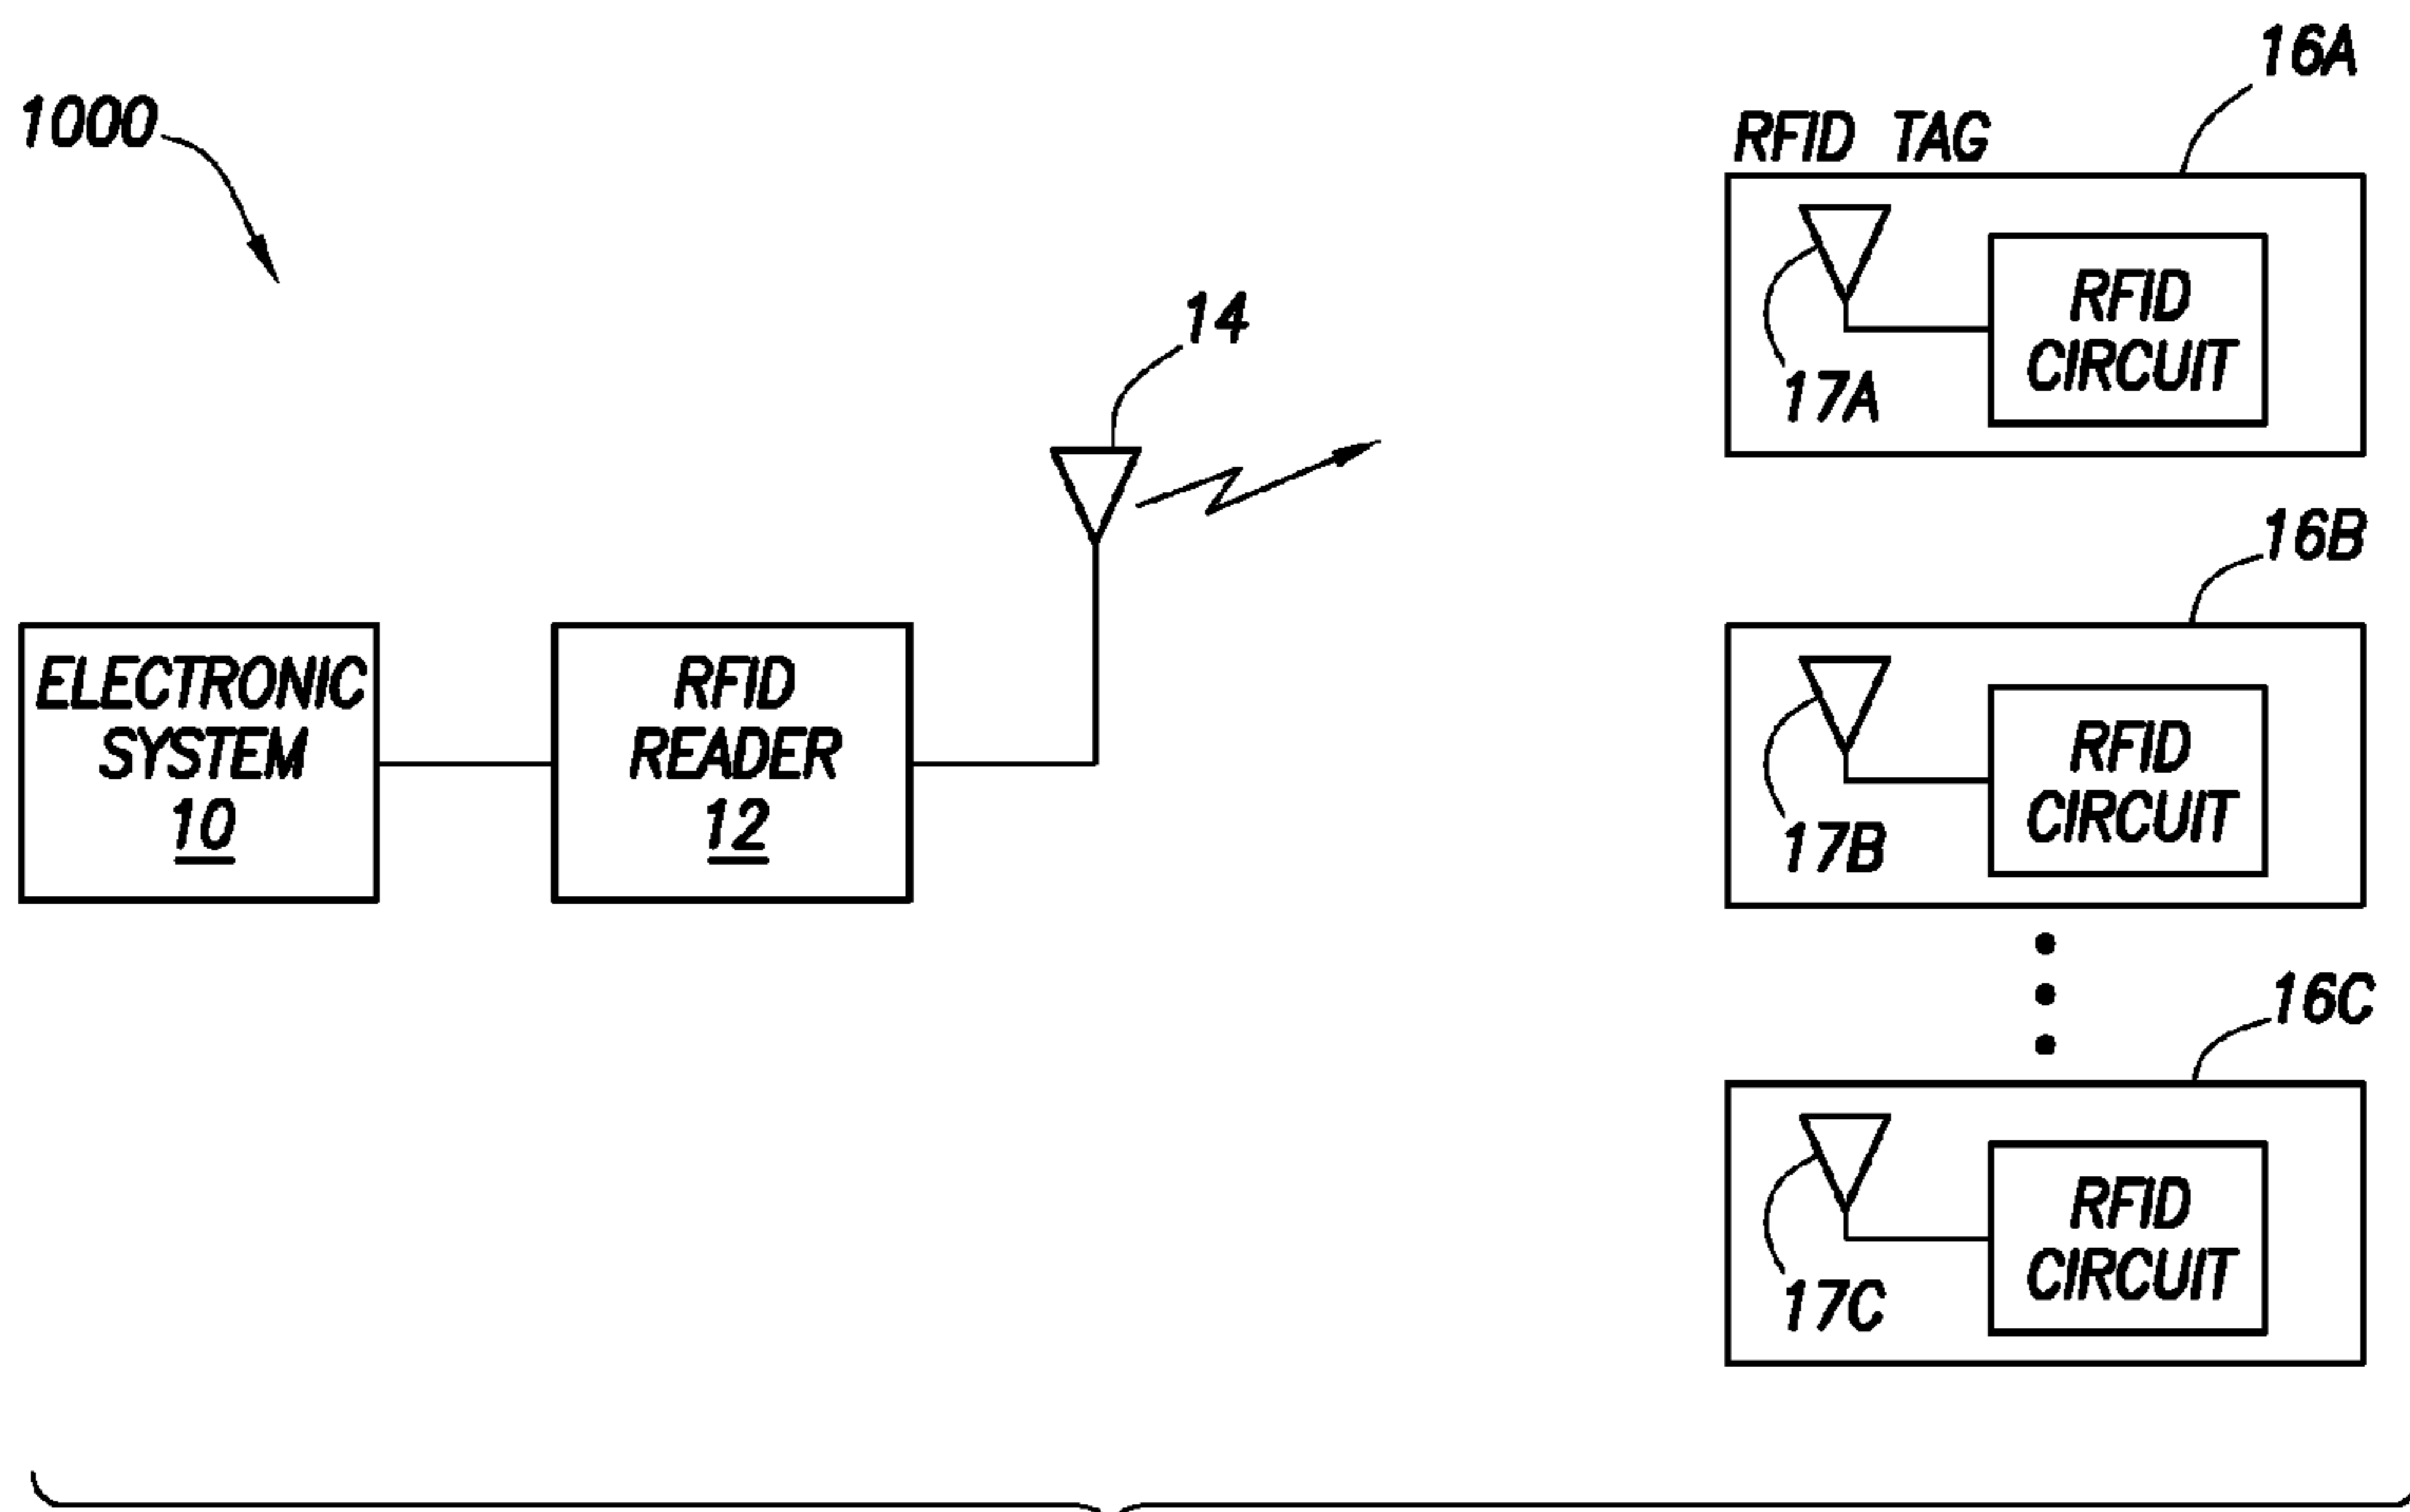 1000
14
ELECTRONIC
SYSTEM
10
RFID
READER
12
16A
RFID TAG
RFID
CIRCUIT
17A
16B
RFID
CIRCUIT
17B
16C
RFID
CIRCUIT
17C